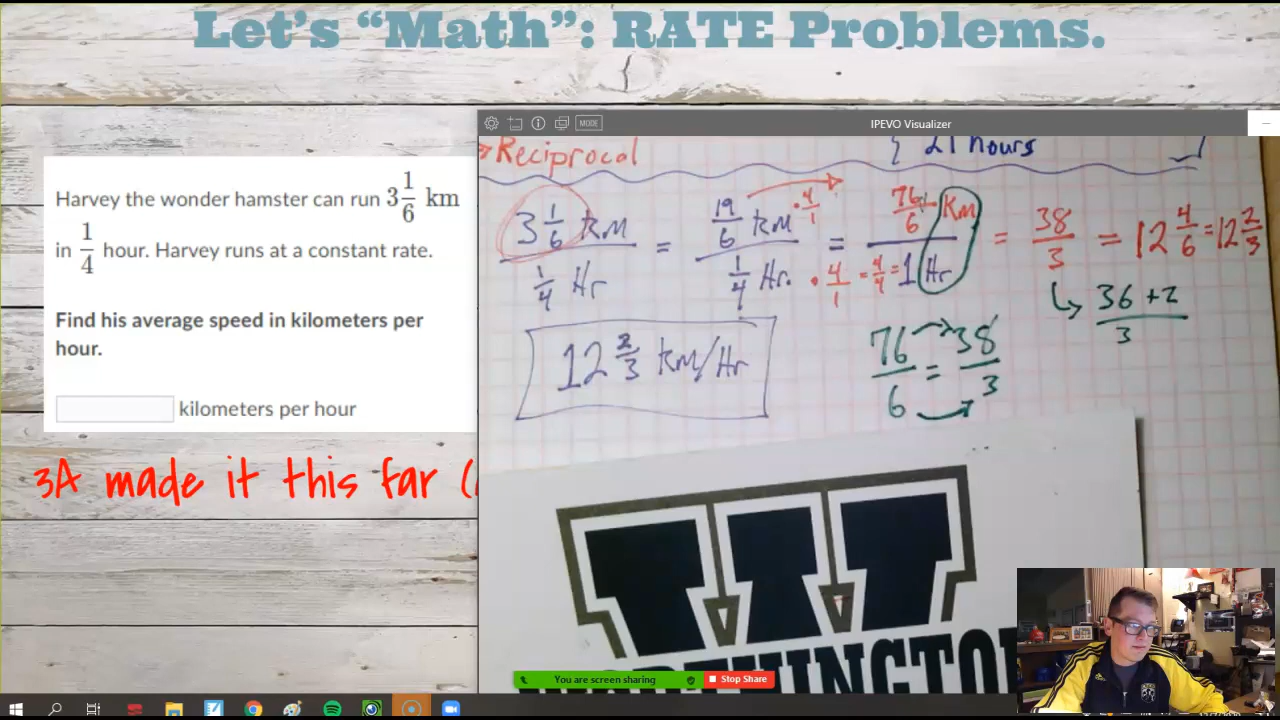 Let's “Math”: RATE Problems.
Harvey the wonder hamster can run 3 1/6 km
in 1/4 hour. Harvey runs at a constant rate.
Find his average speed in kilometers per
hour.
kilometers per hour
3A made it this far (
MODE
IPEVO Visualizer
Reciprocal
21 hours
3 1/6 km / 1/4 Hr = 19/6 km · 4/1 / 1/4 Hr. · 4/1 = 4/4 = 76/6 Km / 1 Hr = 38/3 = 12 4/6 = 12 2/3
36 + 2 / 3
12 2/3 km/Hr
76/6 = 38/3
W
WORTHINGTON
You are screen sharing
Stop Share